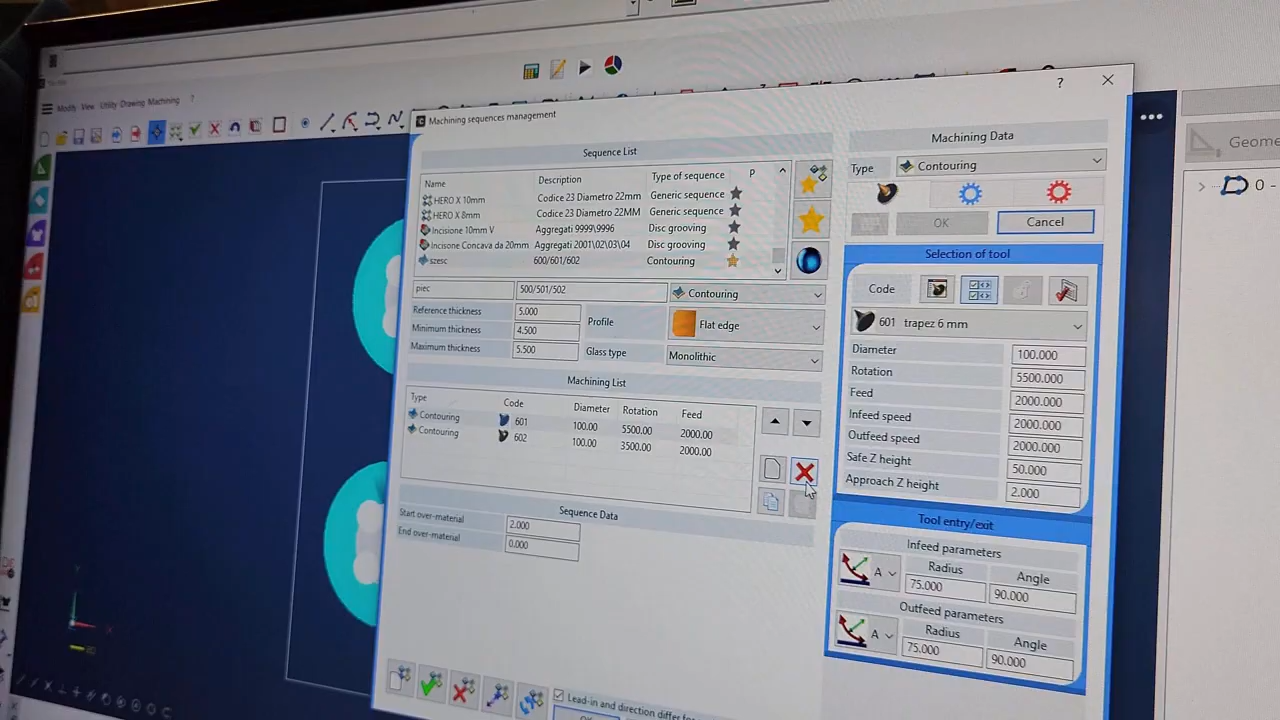 Modify View Utility Drawing Machining ?
Machining sequences management
? ×
Sequence List
Name Description Type of sequence P
HERO X 10mm Codice 23 Diametro 22mm Generic sequence
HERO X 8mm Codice 23 Diametro 22MM Generic sequence
Incisione 10mm V Aggregati 9999\9996 Disc grooving
Incisone Concava da 20mm Aggregati 2001\02\03\04 Disc grooving
szesc 600/601/602 Contouring
piec 500/501/502 Contouring
Reference thickness 5.000
Minimum thickness 4.500
Maximum thickness 5.500
Profile Flat edge
Glass type Monolithic
Machining List
Type Code Diameter Rotation Feed
Contouring 601 100.00 5500.00 2000.00
Contouring 602 100.00 3500.00 2000.00
Sequence Data
Start over-material 2.000
End over-material 0.000
Lead-in and direction differ for
Machining Data
Type Contouring
OK Cancel
Selection of tool
Code
601 trapez 6 mm
Diameter 100.000
Rotation 5500.000
Feed 2000.000
Infeed speed 2000.000
Outfeed speed 2000.000
Safe Z height 50.000
Approach Z height 2.000
Tool entry/exit
Infeed parameters
A Radius Angle
75.000 90.000
Outfeed parameters
A Radius Angle
75.000 90.000
Geome
0 -